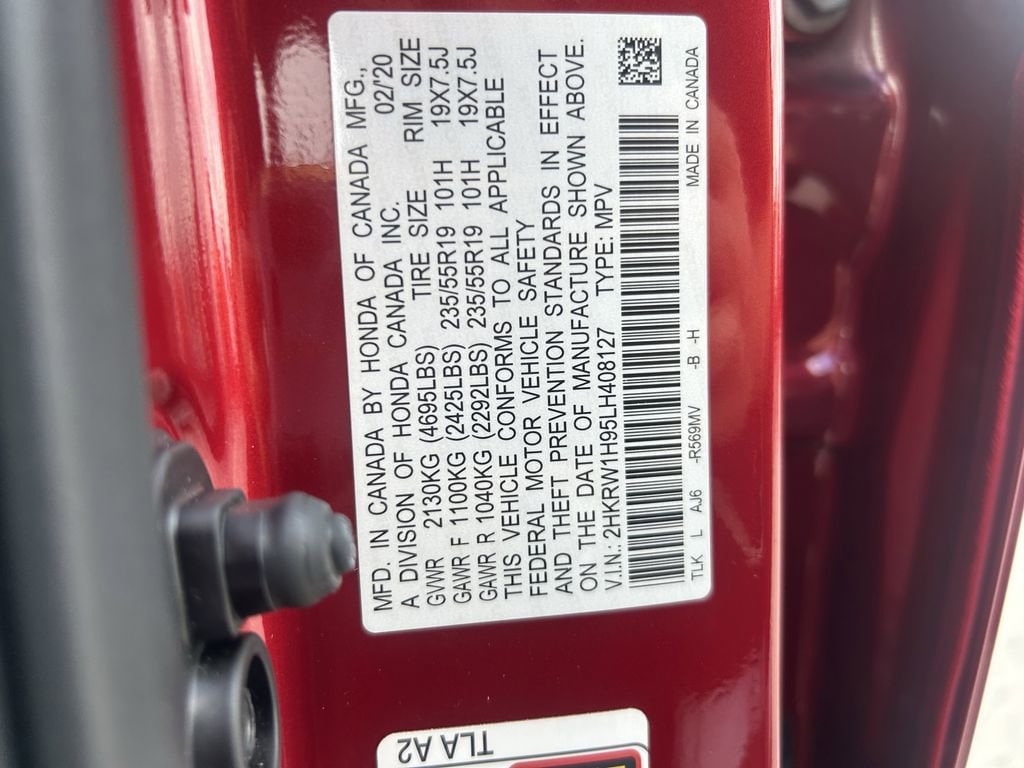 MFD. IN CANADA BY HONDA OF CANADA MFG.,
A DIVISION OF HONDA CANADA INC. 02/'20
TIRE SIZE RIM SIZE
GVWR 2130KG (4695LBS)
GAWR F 1100KG (2425LBS) 235/55R19 101H 19X7.5J
GAWR R 1040KG (2292LBS) 235/55R19 101H 19X7.5J
THIS VEHICLE CONFORMS TO ALL APPLICABLE
FEDERAL MOTOR VEHICLE SAFETY
AND THEFT PREVENTION STANDARDS IN EFFECT
ON THE DATE OF MANUFACTURE SHOWN ABOVE.
V.I.N.: 2HKRW1H95LH408127 TYPE: MPV
TLK L AJ6 -R569MV -B -H MADE IN CANADA
TLA A2